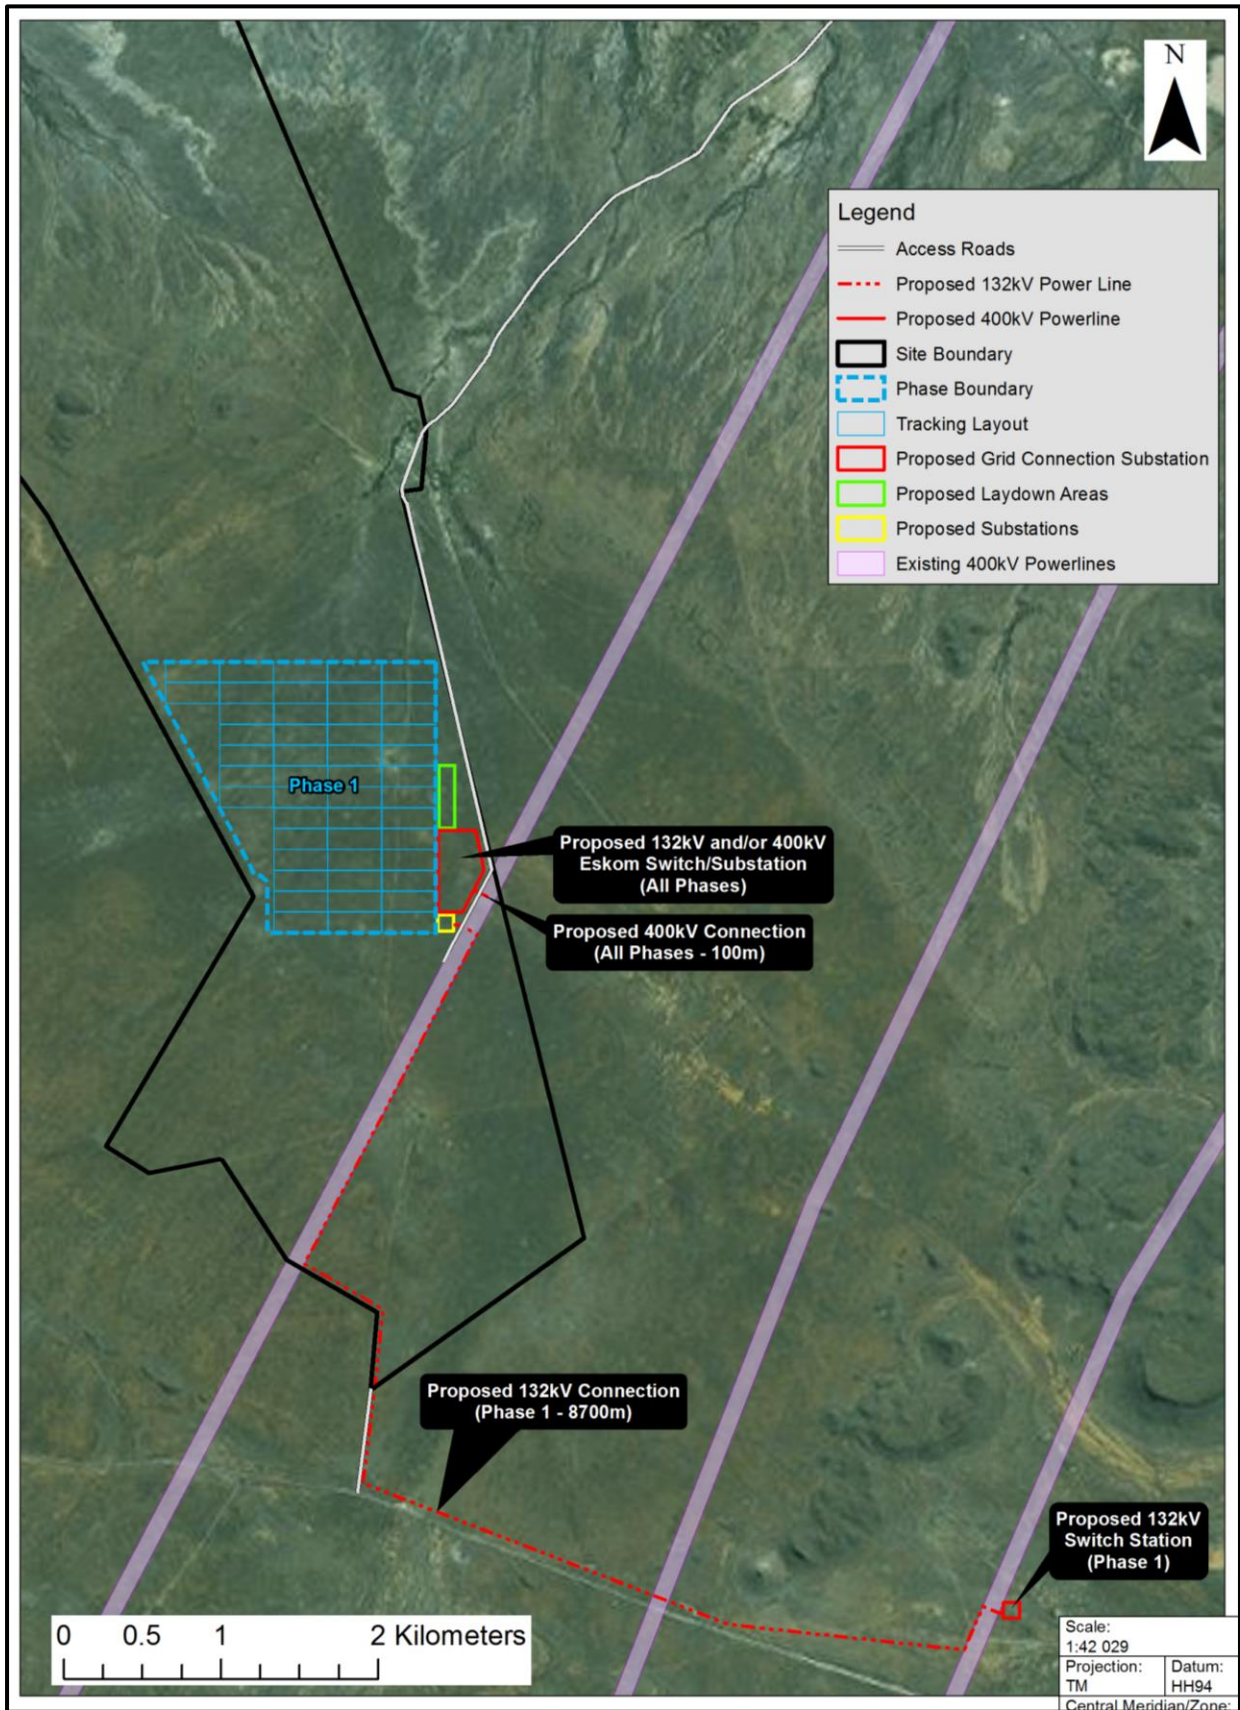 N
Legend
Access Roads
Proposed 132kV Power Line
Proposed 400kV Powerline
Site Boundary
Phase Boundary
Tracking Layout
Proposed Grid Connection Substation
Proposed Laydown Areas
Proposed Substations
Existing 400kV Powerlines
Phase 1
Proposed 132kV and/or 400kV
Eskom Switch/Substation
(All Phases)
Proposed 400kV Connection
(All Phases - 100m)
Proposed 132kV Connection
(Phase 1 - 8700m)
Proposed 132kV
Switch Station
(Phase 1)
0 0.5 1 2 Kilometers
Scale:
1:42 029
Projection:
TM
Datum:
HH94
Central Meridian/Zone: